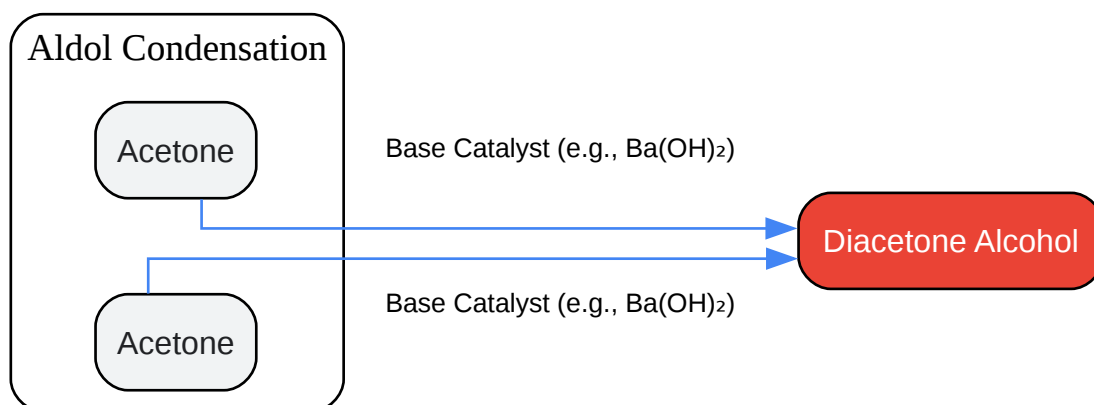 Aldol Condensation
Acetone
Base Catalyst (e.g., Ba(OH)₂)
Diacetone Alcohol
Base Catalyst (e.g., Ba(OH)₂)
Acetone